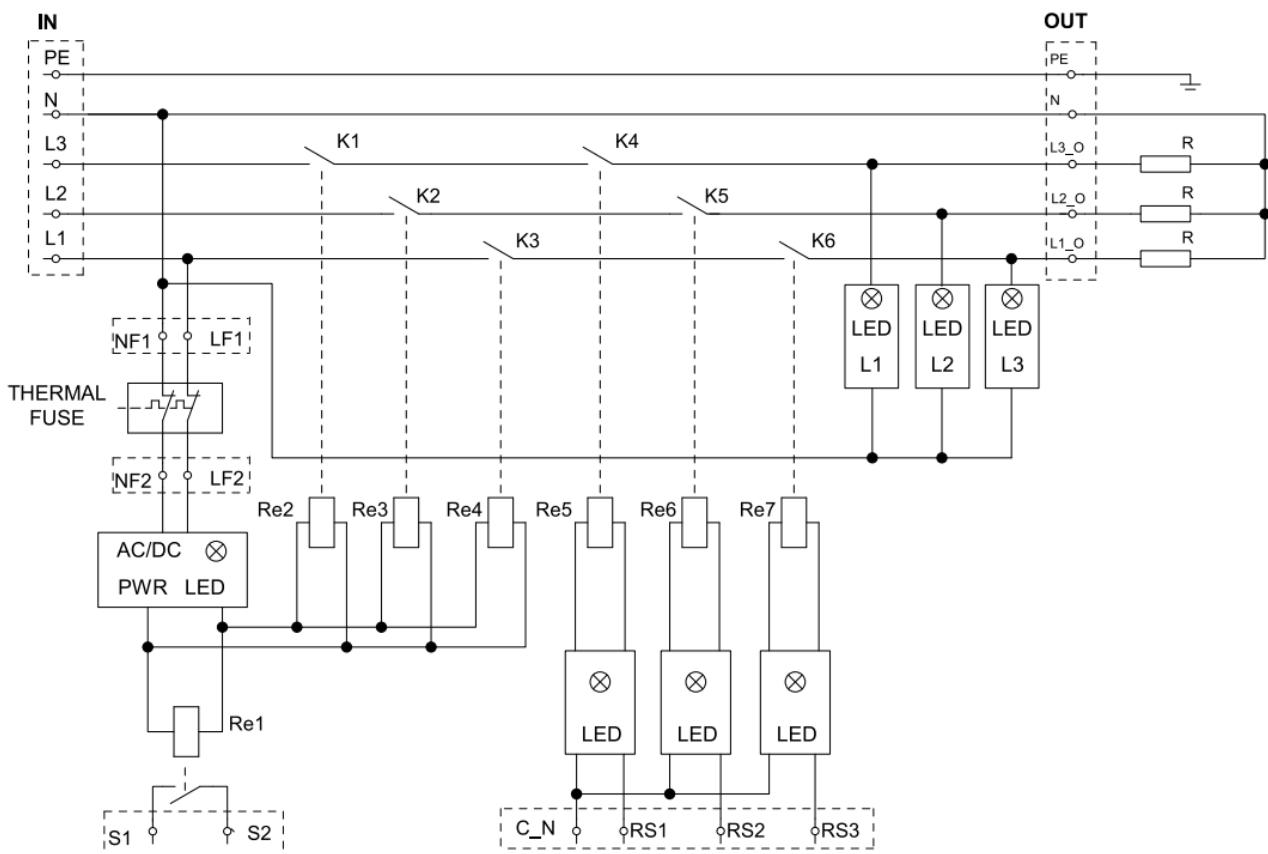 IN
OUT
PE
PE
N
N
L3
K1
K4
L3_O
R
L2
K2
K5
L2_O
R
L1
K3
K6
L1_O
R
NF1
LF1
LED
L1
LED
L2
LED
L3
THERMAL
FUSE
NF2
LF2
Re2
Re3
Re4
Re5
Re6
Re7
AC/DC
PWR LED
Re1
LED
LED
LED
S1
S2
C_N
RS1
RS2
RS3